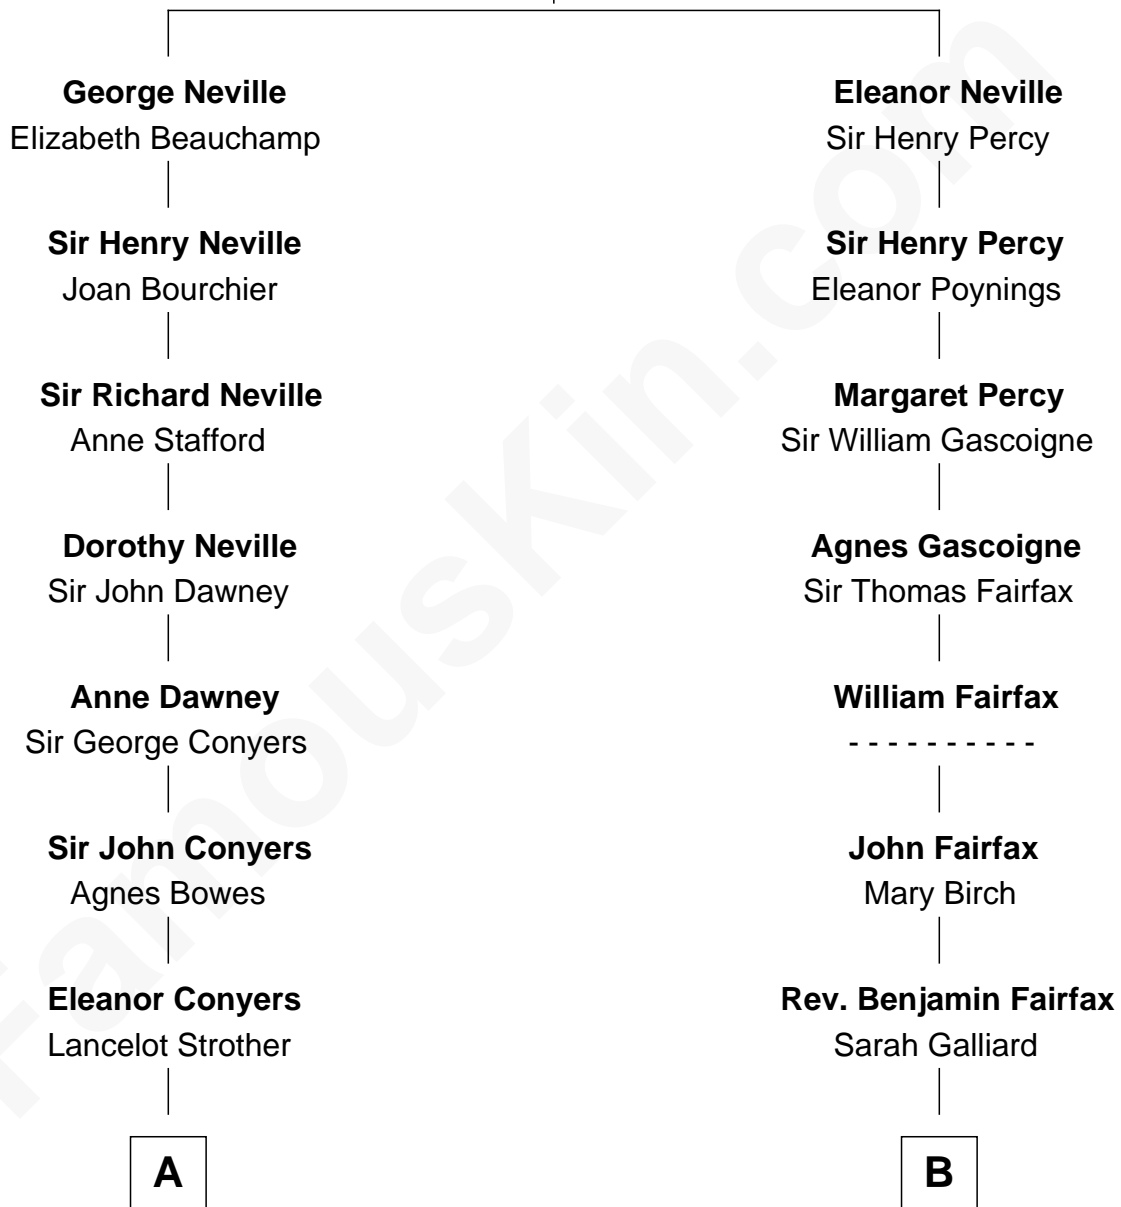 George Neville
Elizabeth Beauchamp
Sir Henry Neville
Joan Bourchier
Sir Richard Neville
Anne Stafford
Dorothy Neville
Sir John Dawney
Anne Dawney
Sir George Conyers
Sir John Conyers
Agnes Bowes
Eleanor Conyers
Lancelot Strother
A
Eleanor Neville
Sir Henry Percy
Sir Henry Percy
Eleanor Poynings
Margaret Percy
Sir William Gascoigne
Agnes Gascoigne
Sir Thomas Fairfax
William Fairfax
- - - - - - - - - -
John Fairfax
Mary Birch
Rev. Benjamin Fairfax
Sarah Galliard
B
FamousKin.com